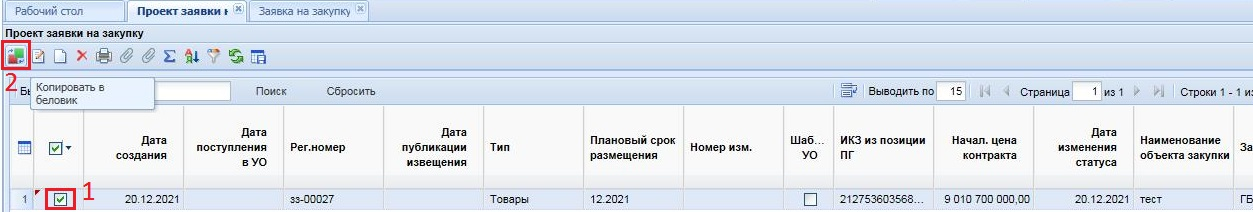 Рабочий стол Проект заявки н Заявка на закупку
Проект заявки на закупку
2
Копировать в
беловик
Бы Поиск Сбросить Выводить по 15 Страница 1 из 1 Строки 1 - 1 из
Дата создания Дата поступления в УО Рег.номер Дата публикации извещения Тип Плановый срок размещения Номер изм. Шаб... УО ИКЗ из позиции ПГ Начал. цена контракта Дата изменения статуса Наименование объекта закупки За
1 1 20.12.2021 зз-00027 Товары 12.2021 212753603568... 9 010 700 000,00 20.12.2021 тест ГБ